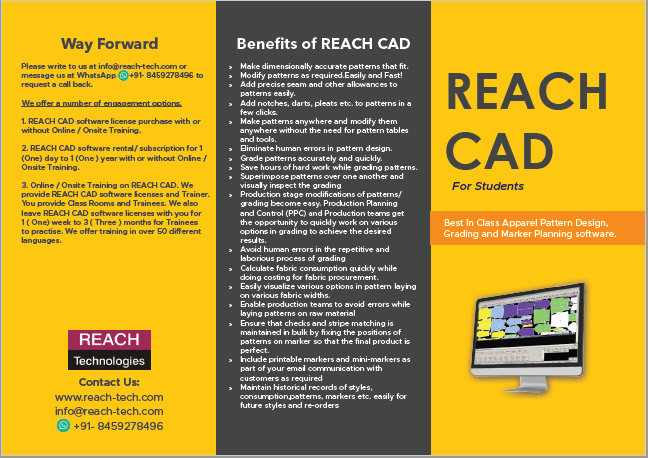 Way Forward
Please write to us at info@reach-tech.com or
message us at WhatsApp +91- 8459278496 to
request a call back.
We offer a number of engagement options.
1. REACH CAD software license purchase with or
without Online / Onsite Training.
2. REACH CAD software rental/ subscription for 1
(One) day to 1 (One ) year with or without Online /
Onsite Training.
3. Online / Onsite Training on REACH CAD. We
provide REACH CAD software licenses and Trainer.
You provide Class Rooms and Trainees. We also
leave REACH CAD software licenses with you for
1 ( One) week to 3 ( Three ) months for Trainees
to practise. We offer training in over 50 different
languages.
REACH
Technologies
Contact Us:
www.reach-tech.com
info@reach-tech.com
+91- 8459278496
Benefits of REACH CAD
» Make dimensionally accurate patterns that fit.
» Modify patterns as required.Easily and Fast!
» Add precise seam and other allowances to
patterns easily.
» Add notches, darts, pleats etc. to patterns in a
few clicks.
» Make patterns anywhere and modify them
anywhere without the need for pattern tables
and tools.
» Eliminate human errors in pattern design.
» Grade patterns accurately and quickly.
» Save hours of hard work while grading patterns.
» Superimpose patterns over one another and
visually inspect the grading
» Production stage modifications of patterns/
grading become easy. Production Planning
and Control (PPC) and Production teams get
the opportunity to quickly work on various
options in grading to achieve the desired
results.
» Avoid human errors in the repetitive and
laborious process of grading
» Calculate fabric consumption quickly while
doing costing for fabric procurement.
» Easily visualize various options in pattern laying
on various fabric widths.
» Enable production teams to avoid errors while
laying patterns on raw material
» Ensure that checks and stripe matching is
maintained in bulk by fixing the positions of
patterns on marker so that the final product is
perfect.
» Include printable markers and mini-markers as
part of your email communication with
customers as required
» Maintain historical records of styles,
consumption,patterns, markers etc. easily for
future styles and re-orders
REACH
CAD
For Students
Best In Class Apparel Pattern Design,
Grading and Marker Planning software.